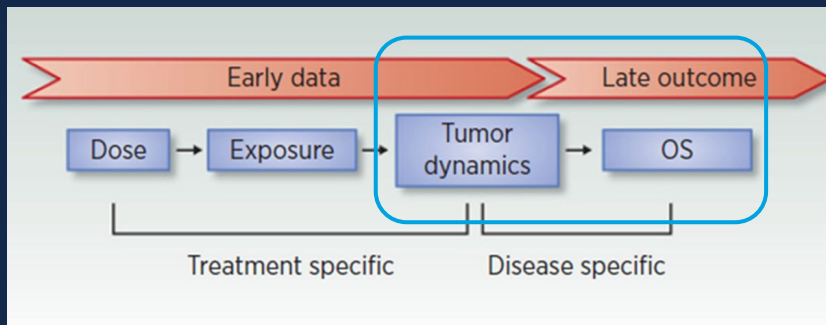 Early data
Late outcome
Dose
Exposure
Tumor
dynamics
OS
Treatment specific
Disease specific